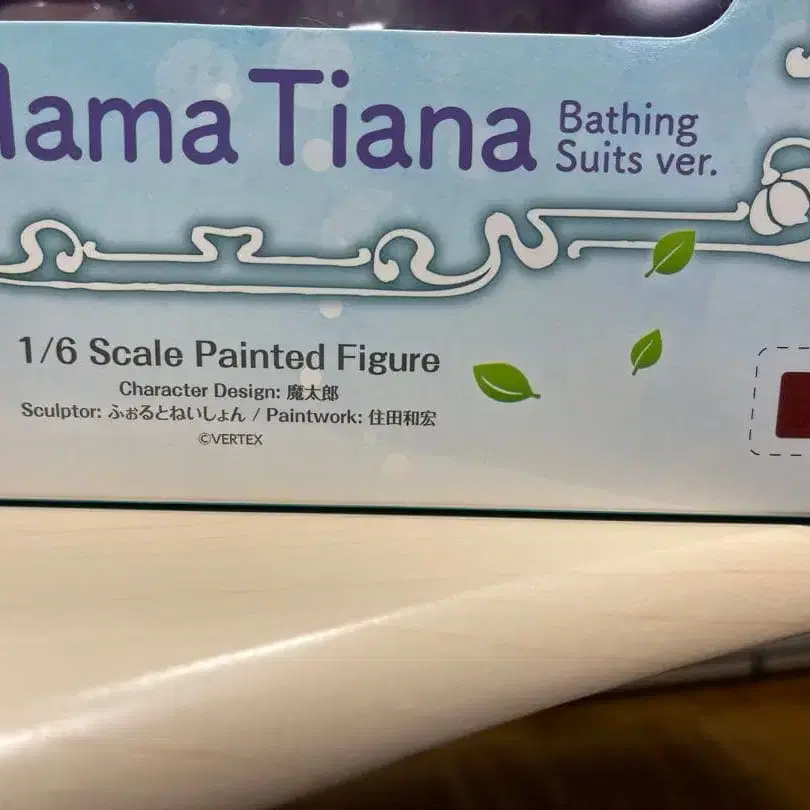 Mama Tiana
Bathing
Suits ver.
1/6 Scale Painted Figure
Character Design: 魔太郎
Sculptor: ふぉるとねいしょん / Paintwork: 住田和宏
©VERTEX